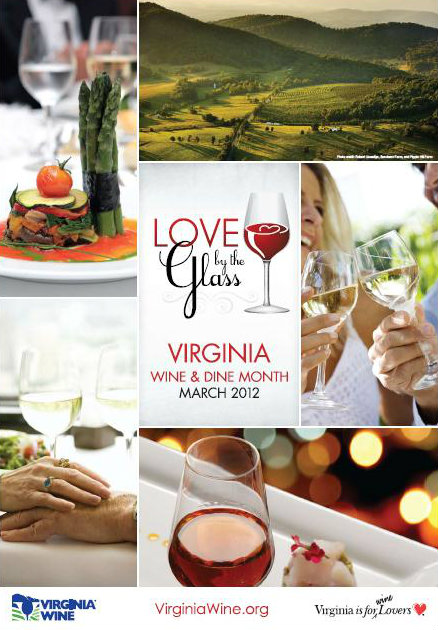 LOVE
by the
Glass
VIRGINIA
WINE & DINE MONTH
MARCH 2012
VIRGINIA
WINE
VirginiaWine.org
wine
Virginia is for Lovers